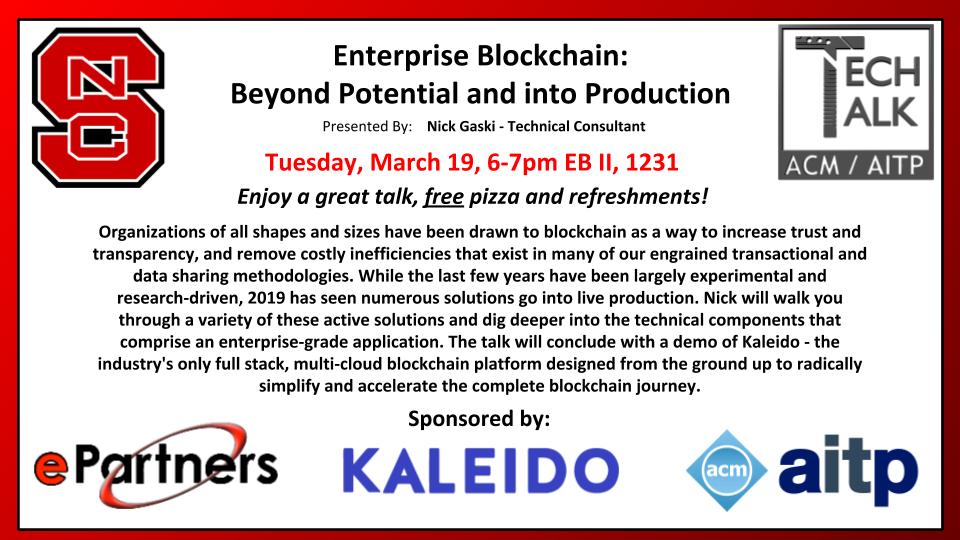 NCS
Enterprise Blockchain:
Beyond Potential and into Production
TECH
TALK
ACM / AITP
Presented By: Nick Gaski - Technical Consultant
Tuesday, March 19, 6-7pm EB II, 1231
Enjoy a great talk, free pizza and refreshments!
Organizations of all shapes and sizes have been drawn to blockchain as a way to increase trust and
transparency, and remove costly inefficiencies that exist in many of our engrained transactional and
data sharing methodologies. While the last few years have been largely experimental and
research-driven, 2019 has seen numerous solutions go into live production. Nick will walk you
through a variety of these active solutions and dig deeper into the technical components that
comprise an enterprise-grade application. The talk will conclude with a demo of Kaleido - the
industry's only full stack, multi-cloud blockchain platform designed from the ground up to radically
simplify and accelerate the complete blockchain journey.
Sponsored by:
ePartners
KALEIDO
acm
aitp